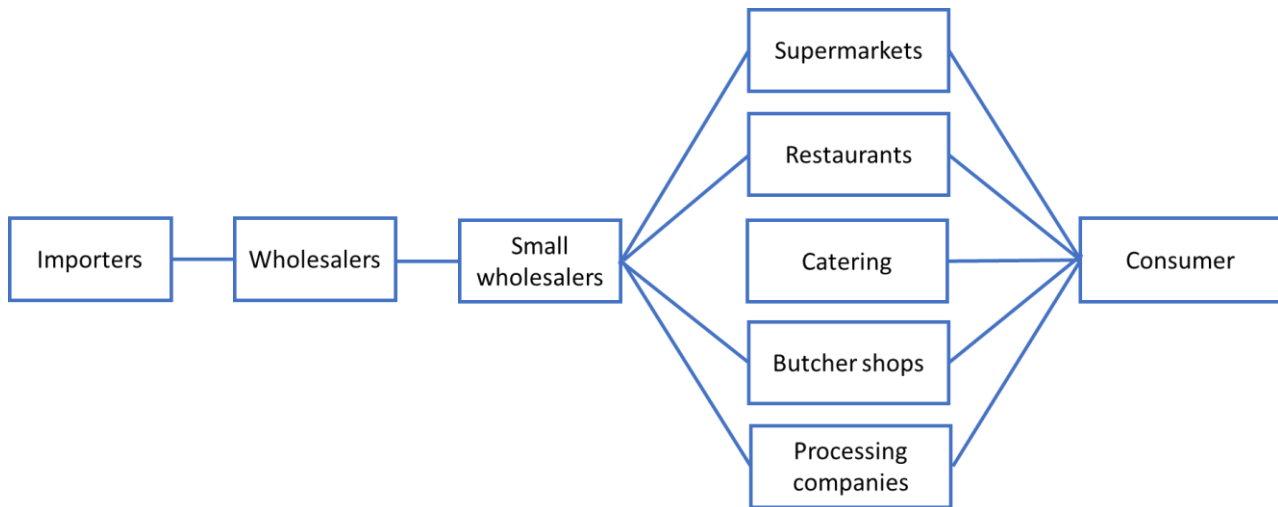 Importers
Wholesalers
Small
wholesalers
Supermarkets
Restaurants
Catering
Butcher shops
Processing
companies
Consumer